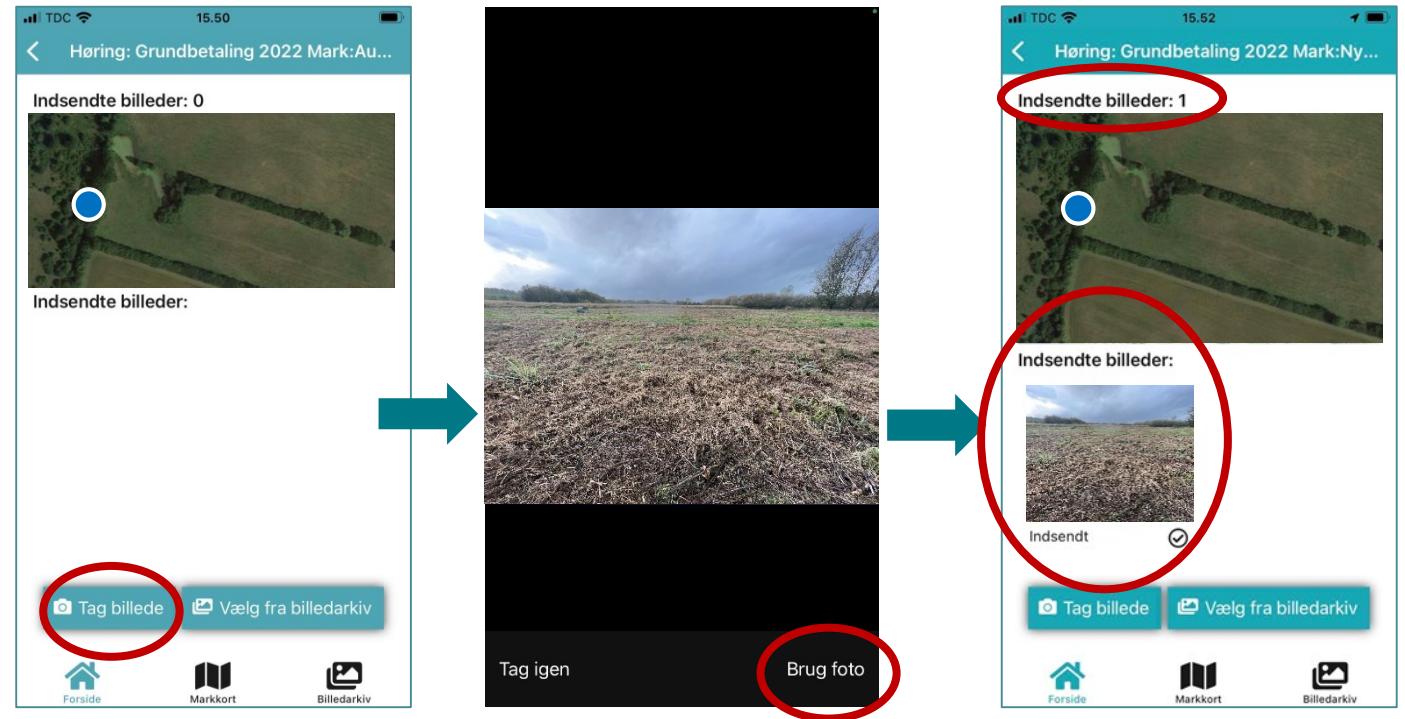 TDC 15.50
Høring: Grundbetaling 2022 Mark:Au...
Indsendte billeder: 0
Indsendte billeder:
Tag billede
Vælg fra billedarkiv
Forside
Markkort
Billedarkiv
Tag igen
Brug foto
TDC 15.52
Høring: Grundbetaling 2022 Mark:Ny...
Indsendte billeder: 1
Indsendte billeder:
Indsendt
Tag billede
Vælg fra billedarkiv
Forside
Markkort
Billedarkiv